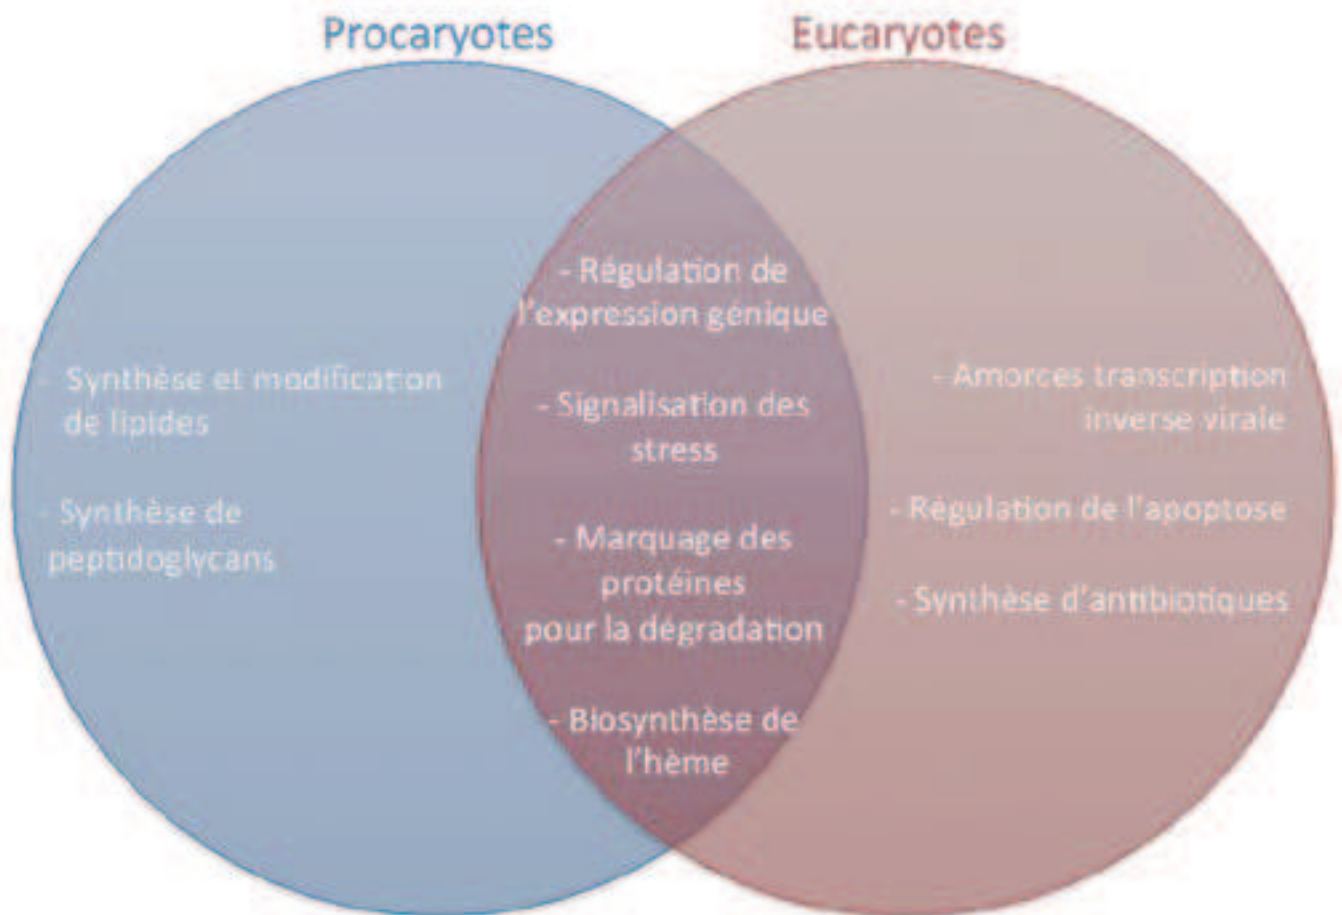 Procaryotes
Eucaryotes
- Synthèse et modification
de lipides
- Synthèse de
peptidoglycans
- Régulation de
l'expression génique
- Signalisation des
stress
- Marquage des
protéines
pour la dégradation
- Biosynthèse de
l'hème
- Amorces transcription
inverse virale
- Régulation de l'apoptose
- Synthèse d'antibiotiques